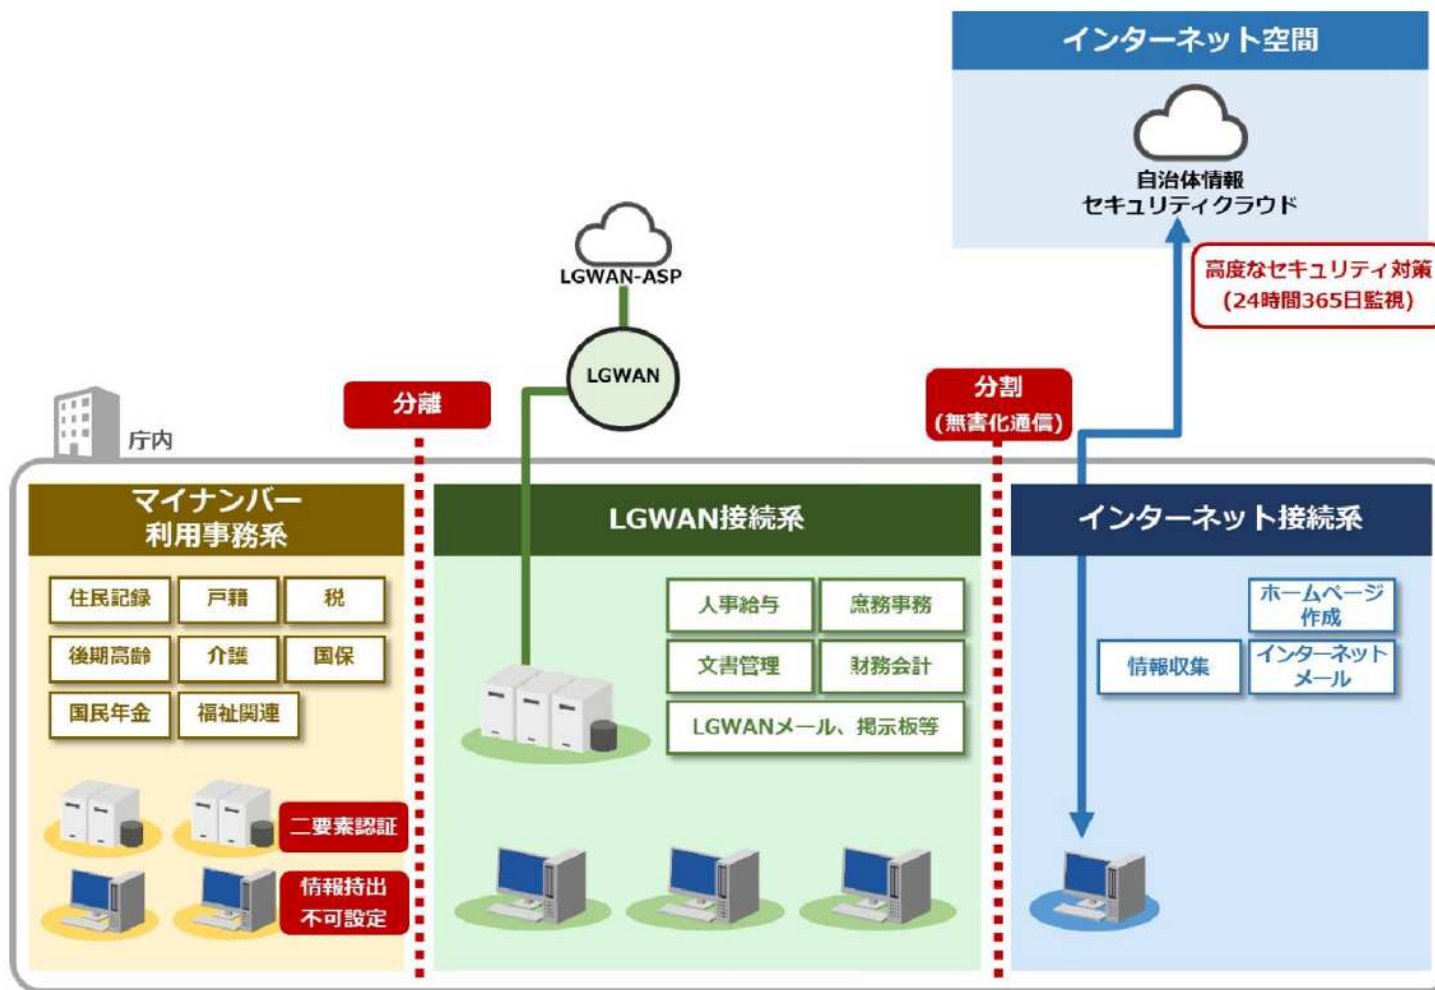 インターネット空間
自治体情報
セキュリティクラウド
高度なセキュリティ対策
(24時間365日監視)
LGWAN-ASP
LGWAN
分離
分割
(無害化通信)
庁内
マイナンバー
利用事務系
住民記録
戸籍
税
後期高齢
介護
国保
国民年金
福祉関連
二要素認証
情報持出
不可設定
LGWAN接続系
人事給与
庶務事務
文書管理
財務会計
LGWANメール、掲示板等
インターネット接続系
ホームページ
作成
情報収集
インターネット
メール